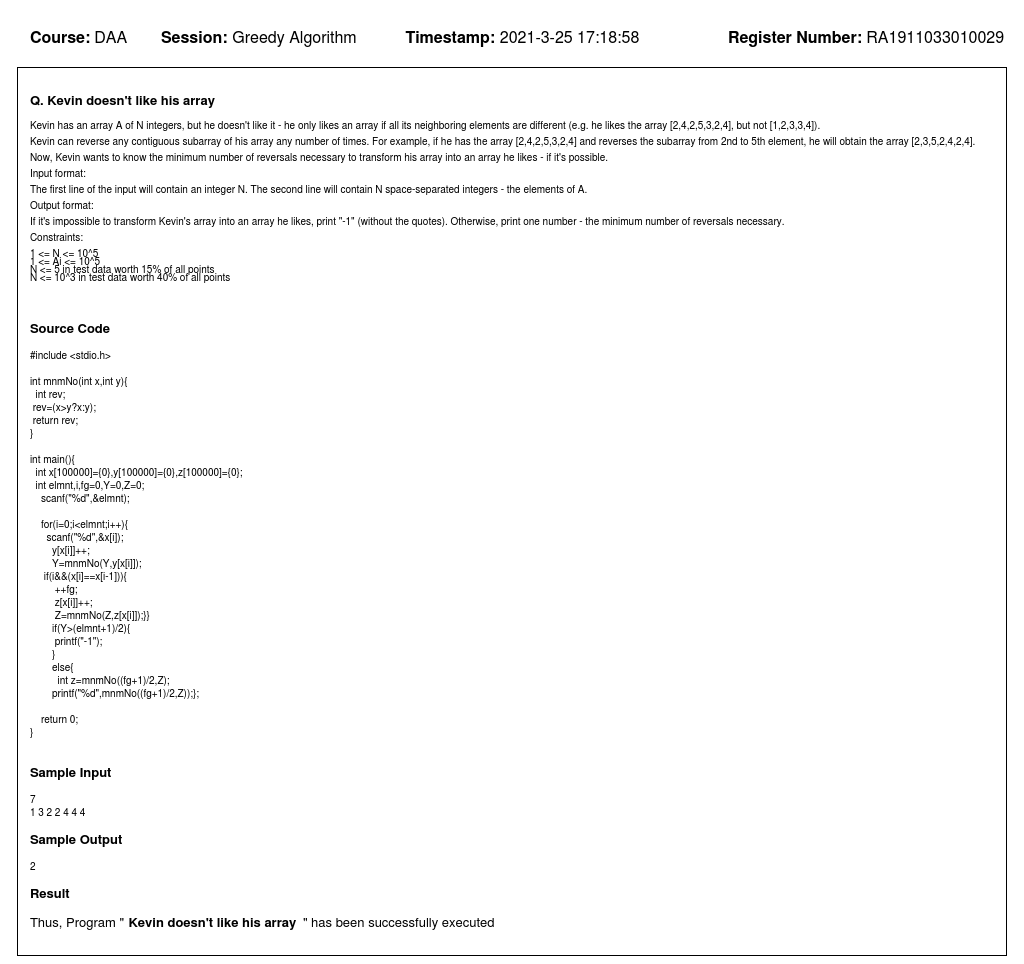 Course: DAA Session: Greedy Algorithm Timestamp: 2021-3-25 17:18:58 Register Number: RA1911033010029
Q. Kevin doesn't like his array
Kevin has an array A of N integers, but he doesn't like it - he only likes an array if all its neighboring elements are different (e.g. he likes the array [2,4,2,5,3,2,4], but not [1,2,3,3,4]).
Kevin can reverse any contiguous subarray of his array any number of times. For example, if he has the array [2,4,2,5,3,2,4] and reverses the subarray from 2nd to 5th element, he will obtain the array [2,3,5,2,4,2,4].
Now, Kevin wants to know the minimum number of reversals necessary to transform his array into an array he likes - if it's possible.
Input format:
The first line of the input will contain an integer N. The second line will contain N space-separated integers - the elements of A.
Output format:
If it's impossible to transform Kevin's array into an array he likes, print "-1" (without the quotes). Otherwise, print one number - the minimum number of reversals necessary.
Constraints:
1 <= N <= 10^5
1 <= Ai <= 10^5
N <= 5 in test data worth 15% of all points
N <= 10^3 in test data worth 40% of all points
Source Code
#include <stdio.h>
int mnmNo(int x,int y){
int rev;
rev=(x>y?x:y);
return rev;
}
int main(){
int x[100000]={0},y[100000]={0},z[100000]={0};
int elmnt,i,fg=0,Y=0,Z=0;
scanf("%d",&elmnt);
for(i=0;i<elmnt;i++){
scanf("%d",&x[i]);
y[x[i]]++;
Y=mnmNo(Y,y[x[i]]);
if(i&&(x[i]==x[i-1])){
++fg;
z[x[i]]++;
Z=mnmNo(Z,z[x[i]]);}}
if(Y>(elmnt+1)/2){
printf("-1");
}
else{
int z=mnmNo((fg+1)/2,Z);
printf("%d",mnmNo((fg+1)/2,Z));};
return 0;
}
Sample Input
7
1 3 2 2 4 4 4
Sample Output
2
Result
Thus, Program " Kevin doesn't like his array " has been successfully executed